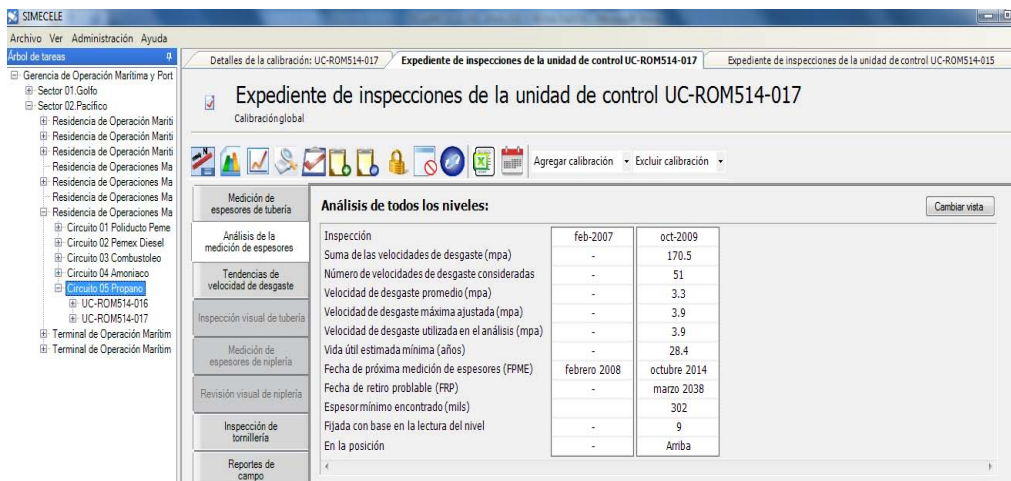 SIMECELE
Archivo Ver Administración Ayuda
Árbol de tareas
Gerencia de Operación Marítima y Port
Sector 01.Golfo
Sector 02.Pacífico
Residencia de Operación Marití
Residencia de Operación Marití
Residencia de Operación Marití
Residencia de Operaciones Ma
Residencia de Operaciones Ma
Residencia de Operaciones Ma
Residencia de Operaciones Ma
Circuito 01 Poliducto Peme
Circuito 02 Pemex Diesel
Circuito 03 Combustoleo
Circuito 04 Amoniaco
Circuito 05 Propano
UC-ROM514-016
UC-ROM514-017
Terminal de Operación Marítim
Terminal de Operación Marítim
Detalles de la calibración: UC-ROM514-017
Expediente de inspecciones de la unidad de control UC-ROM514-017
Expediente de inspecciones de la unidad de control UC-ROM514-015
Expediente de inspecciones de la unidad de control UC-ROM514-017
Calibración global
Agregar calibración Excluir calibración
Medición de
espesores de tubería
Análisis de la
medición de espesores
Tendencias de
velocidad de desgaste
Inspección visual de tubería
Medición de
espesores de niplería
Revisión visual de niplería
Inspección de
tornillería
Reportes de
campo
Análisis de todos los niveles:
Cambiar vista
Inspección feb-2007 oct-2009
Suma de las velocidades de desgaste (mpa) - 170.5
Número de velocidades de desgaste consideradas - 51
Velocidad de desgaste promedio (mpa) - 3.3
Velocidad de desgaste máxima ajustada (mpa) - 3.9
Velocidad de desgaste utilizada en el análisis (mpa) - 3.9
Vida útil estimada mínima (años) - 28.4
Fecha de próxima medición de espesores (FPME) febrero 2008 octubre 2014
Fecha de retiro problable (FRP) - marzo 2038
Espesor mínimo encontrado (mils) 302
Fijada con base en la lectura del nivel - 9
En la posición - Arriba